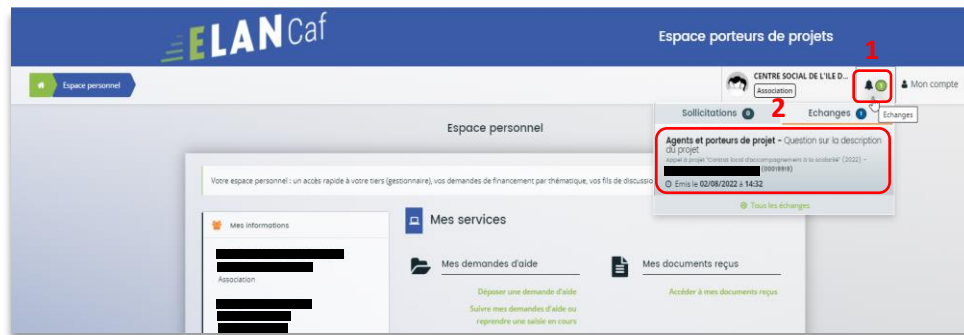 ELAN Caf
Espace porteurs de projets
1
Espace personnel
CENTRE SOCIAL DE L'ILE D...
Association
1
Mon compte
Echanges
Sollicitations 0
2
Echanges 1
Espace personnel
Agents et porteurs de projet - Question sur la description
du projet
Appel à projet "Contrat local d'accompagnement à la scolarité" (2022) -
Emis le 02/08/2022 à 14:32
Tous les échanges
Votre espace personnel : un accès rapide à votre tiers (gestionnaire), vos demandes de financement par thématique, vos fils de discussio
Mes informations
Association
Mes services
Mes demandes d'aide
Déposer une demande d'aide
Suivre mes demandes d'aide ou
reprendre une saisie en cours
Mes documents reçus
Accéder à mes documents reçus